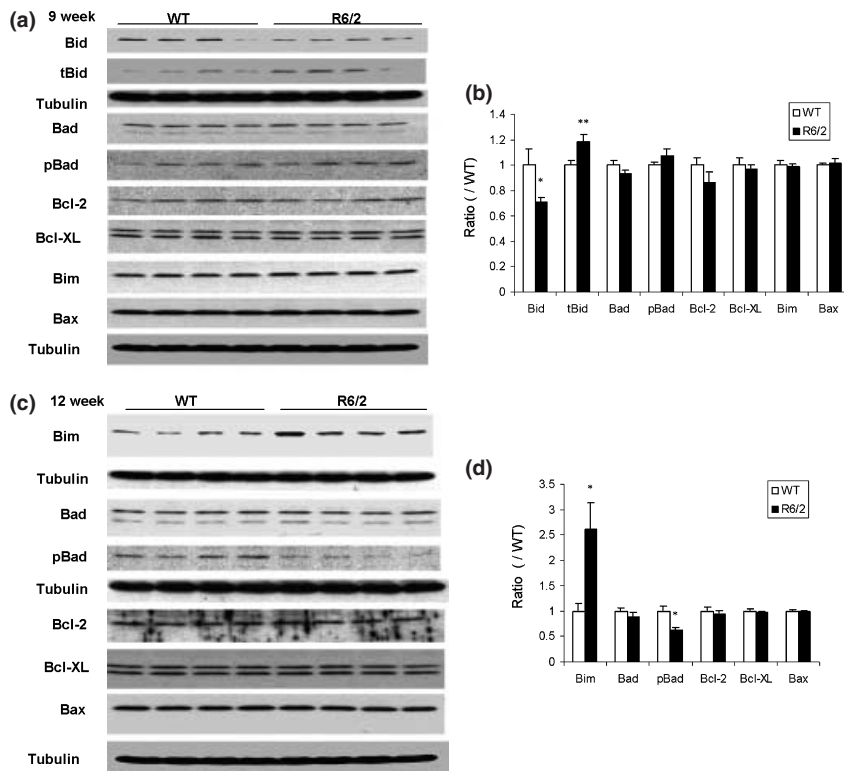 (a) 9 week WT R6/2
Bid
tBid
Tubulin
Bad
pBad
Bcl-2
Bcl-XL
Bim
Bax
Tubulin
(b)
WT
R6/2
Ratio ( / WT)
1.4
1.2
1
0.8
0.6
0.4
0.2
0
*
**
Bid tBid Bad pBad Bcl-2 Bcl-XL Bim Bax
(c) 12 week WT R6/2
Bim
Tubulin
Bad
pBad
Tubulin
Bcl-2
Bcl-XL
Bax
Tubulin
(d)
WT
R6/2
Ratio ( / WT)
3.5
3
2.5
2
1.5
1
0.5
0
*
*
Bim Bad pBad Bcl-2 Bcl-XL Bax